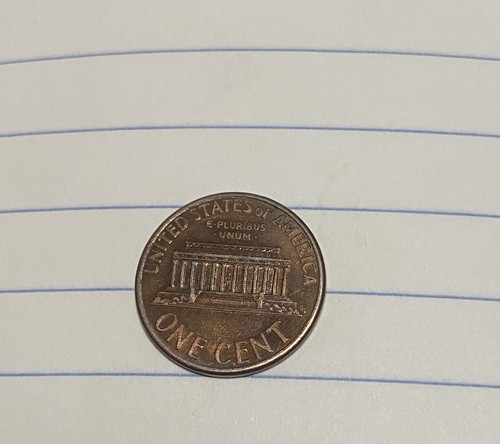 UNITED STATES OF AMERICA
E·PLURIBUS
·UNUM·
ONE CENT